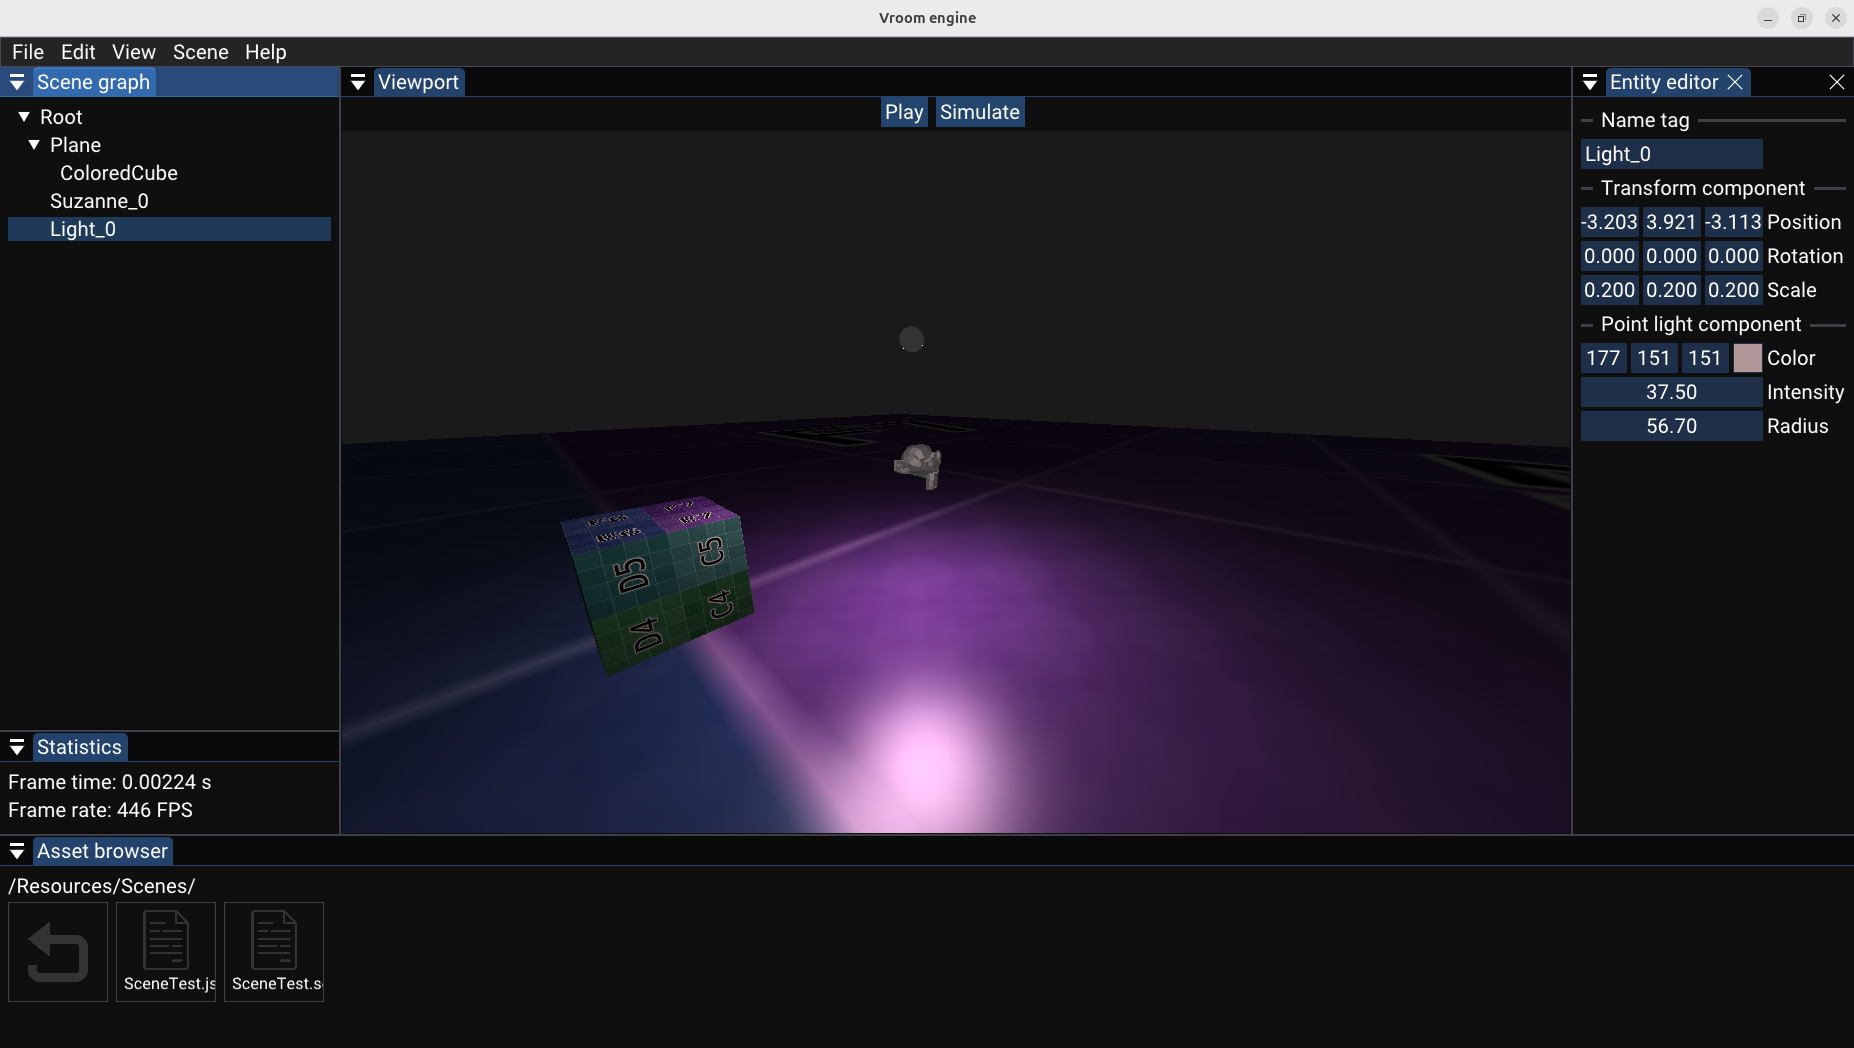 Vroom engine
File Edit View Scene Help
Scene graph
Root
Plane
ColoredCube
Suzanne_0
Light_0
Statistics
Frame time: 0.00224 s
Frame rate: 446 FPS
Viewport
Play Simulate
D5 C5
D4 C4
Entity editor
Name tag
Light_0
Transform component
-3.203 3.921 -3.113 Position
0.000 0.000 0.000 Rotation
0.200 0.200 0.200 Scale
Point light component
177 151 151 Color
37.50 Intensity
56.70 Radius
Asset browser
/Resources/Scenes/
SceneTest.js SceneTest.s